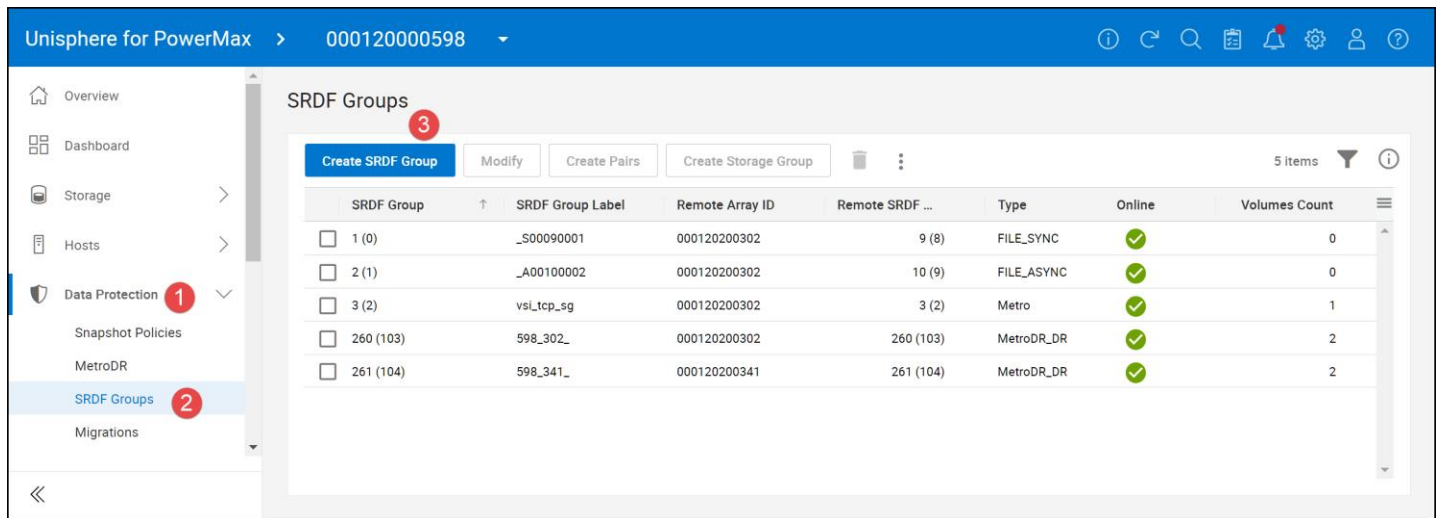 Unisphere for PowerMax > 000120000598
Overview
Dashboard
Storage
Hosts
Data Protection 1
Snapshot Policies
MetroDR
SRDF Groups 2
Migrations
SRDF Groups
3
Create SRDF Group Modify Create Pairs Create Storage Group 5 items
SRDF Group ↑ SRDF Group Label Remote Array ID Remote SRDF ... Type Online Volumes Count
1 (0) _S00090001 000120200302 9 (8) FILE_SYNC 0
2 (1) _A00100002 000120200302 10 (9) FILE_ASYNC 0
3 (2) vsi_tcp_sg 000120200302 3 (2) Metro 1
260 (103) 598_302_ 000120200302 260 (103) MetroDR_DR 2
261 (104) 598_341_ 000120200341 261 (104) MetroDR_DR 2